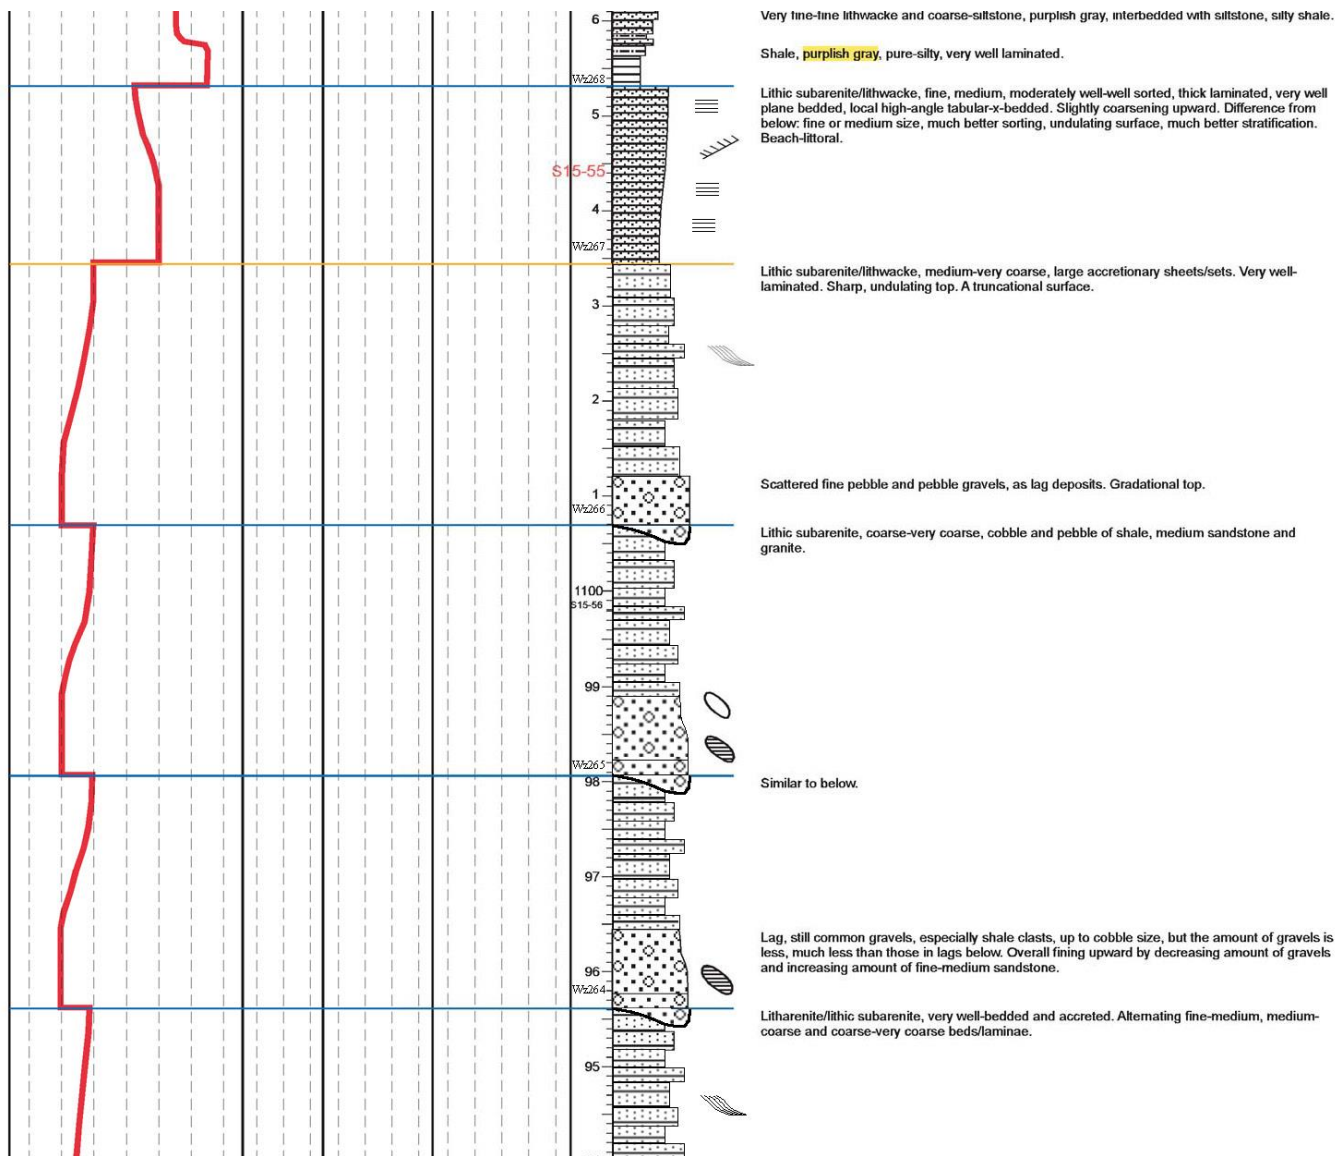 6
Very fine-fine lithwacke and coarse-siltstone, purplish gray, interbedded with siltstone, silty shale.
Shale, purplish gray, pure-silty, very well laminated.
Wz268
Lithic subarenite/lithwacke, fine, medium, moderately well-well sorted, thick laminated, very well
plane bedded, local high-angle tabular-x-bedded. Slightly coarsening upward. Difference from
below: fine or medium size, much better sorting, undulating surface, much better stratification.
Beach-littoral.
5
S15-55
4
Wz267
Lithic subarenite/lithwacke, medium-very coarse, large accretionary sheets/sets. Very well-
laminated. Sharp, undulating top. A truncational surface.
3
2
Scattered fine pebble and pebble gravels, as lag deposits. Gradational top.
1
Wz266
Lithic subarenite, coarse-very coarse, cobble and pebble of shale, medium sandstone and
granite.
1100
S15-56
99
Wz265
98
Similar to below.
97
Lag, still common gravels, especially shale clasts, up to cobble size, but the amount of gravels is
less, much less than those in lags below. Overall fining upward by decreasing amount of gravels
and increasing amount of fine-medium sandstone.
96
Wz264
Litharenite/lithic subarenite, very well-bedded and accreted. Alternating fine-medium, medium-
coarse and coarse-very coarse beds/laminae.
95